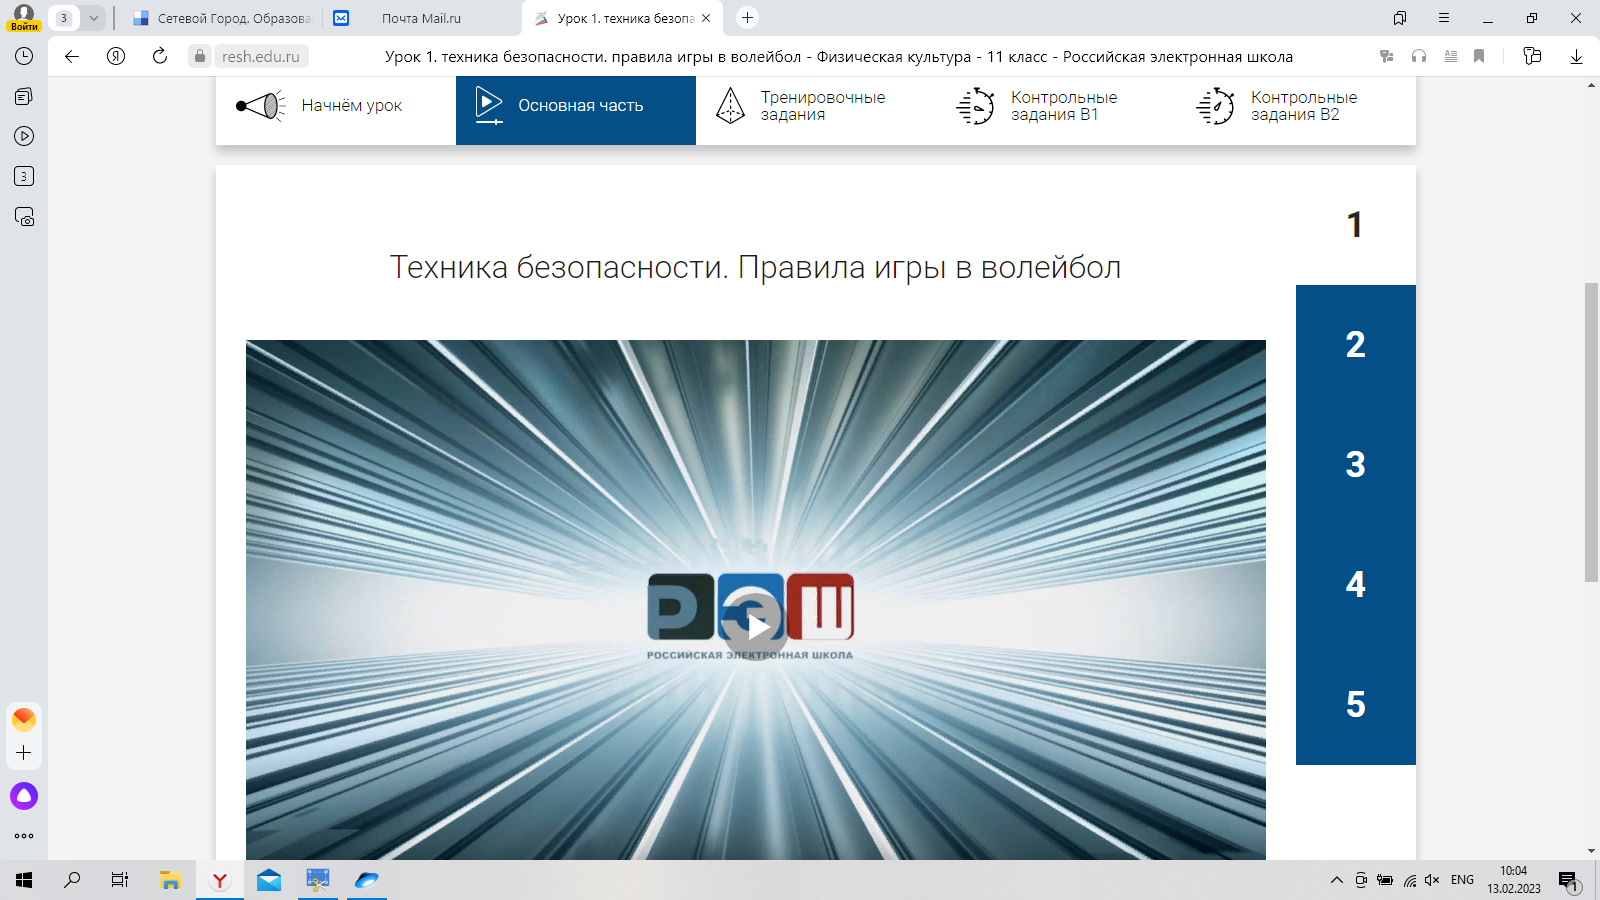 Войти
3
Сетевой Город. Образова
Почта Mail.ru
Урок 1. техника безопа
resh.edu.ru
Урок 1. техника безопасности. правила игры в волейбол - Физическая культура - 11 класс - Российская электронная школа
3
Начнём урок
Основная часть
Тренировочные
задания
Контрольные
задания В1
Контрольные
задания В2
1
Техника безопасности. Правила игры в волейбол
2
3
4
5
РЭШ
РОССИЙСКАЯ ЭЛЕКТРОННАЯ ШКОЛА
ENG
10:04
13.02.2023
1